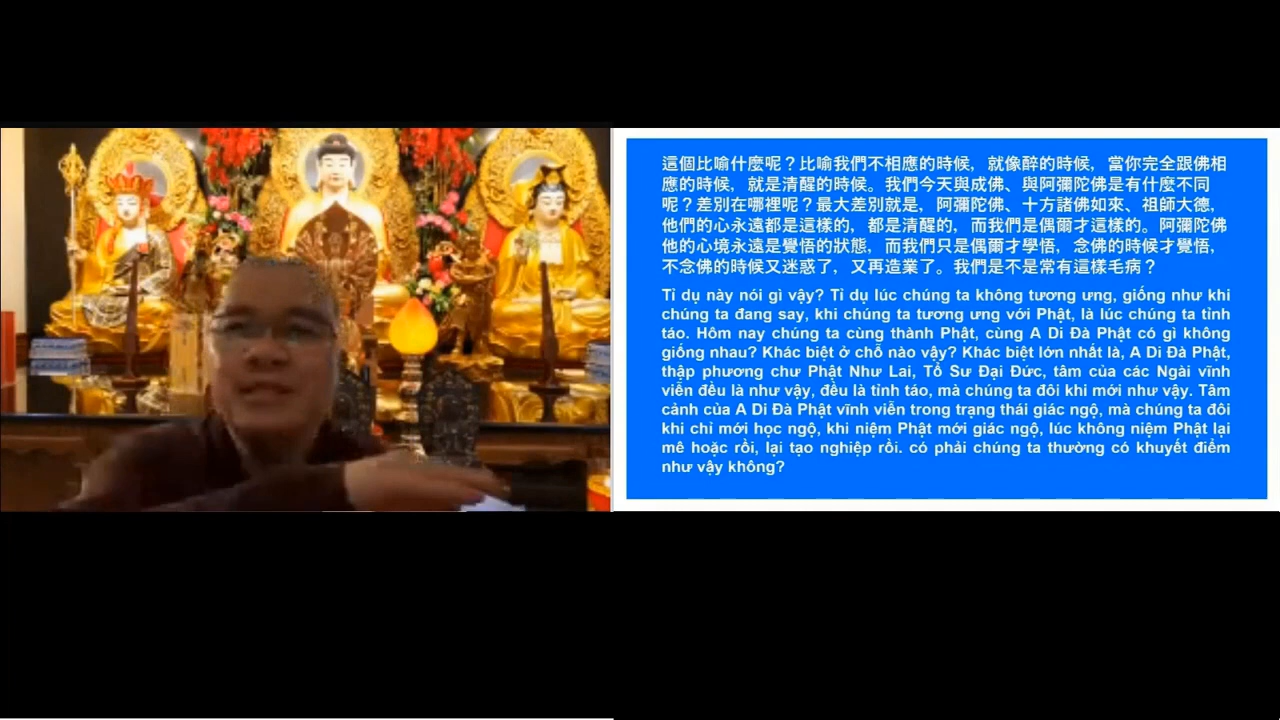 這個比喻什麼呢？比喻我們不相應的時候，就像醉的時候，當你完全跟佛相
應的時候，就是清醒的時候。我們今天與成佛、與阿彌陀佛是有什麼不同
呢？差別在哪裡呢？最大差別就是，阿彌陀佛、十方諸佛如來、祖師大德，
他們的心永遠都是這樣的，都是清醒的，而我們是偶爾才這樣的。阿彌陀佛
他的心境永遠是覺悟的狀態，而我們只是偶爾才學悟，念佛的時候才覺悟，
不念佛的時候又迷惑了，又再造業了。我們是不是常有這樣毛病？
Tỉ dụ này nói gì vậy? Tỉ dụ lúc chúng ta không tương ưng, giống như khi
chúng ta đang say, khi chúng ta tương ưng với Phật, là lúc chúng ta tỉnh
táo. Hôm nay chúng ta cùng thành Phật, cùng A Di Đà Phật có gì không
giống nhau? Khác biệt ở chỗ nào vậy? Khác biệt lớn nhất là, A Di Đà Phật,
thập phương chư Phật Như Lai, Tổ Sư Đại Đức, tâm của các Ngài vĩnh
viễn đều là như vậy, đều là tỉnh táo, mà chúng ta đôi khi mới như vậy. Tâm
cảnh của A Di Đà Phật vĩnh viễn trong trạng thái giác ngộ, mà chúng ta đôi
khi chỉ mới học ngộ, khi niệm Phật mới giác ngộ, lúc không niệm Phật lại
mê hoặc rồi, lại tạo nghiệp rồi. có phải chúng ta thường có khuyết điểm
như vậy không?